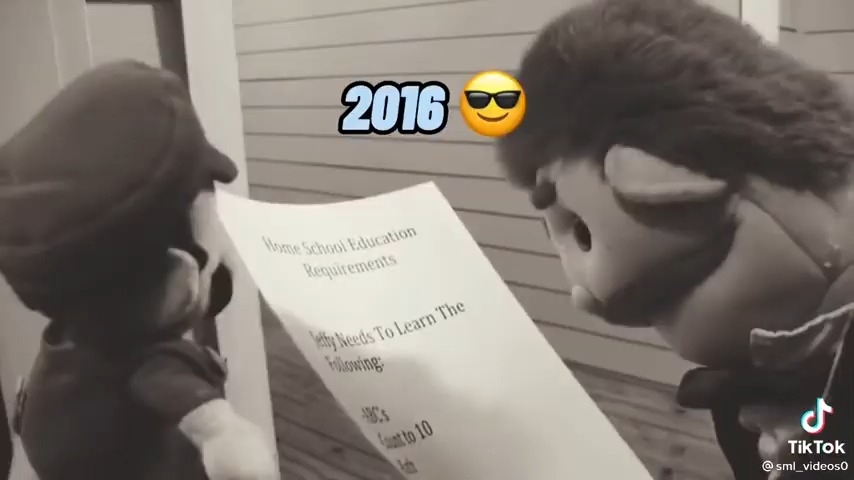 2016 😎
Home School Education
Requirements
Jeffy Needs To Learn The
Following:
-ABC's
Count to 10
TikTok
@sml_videos0